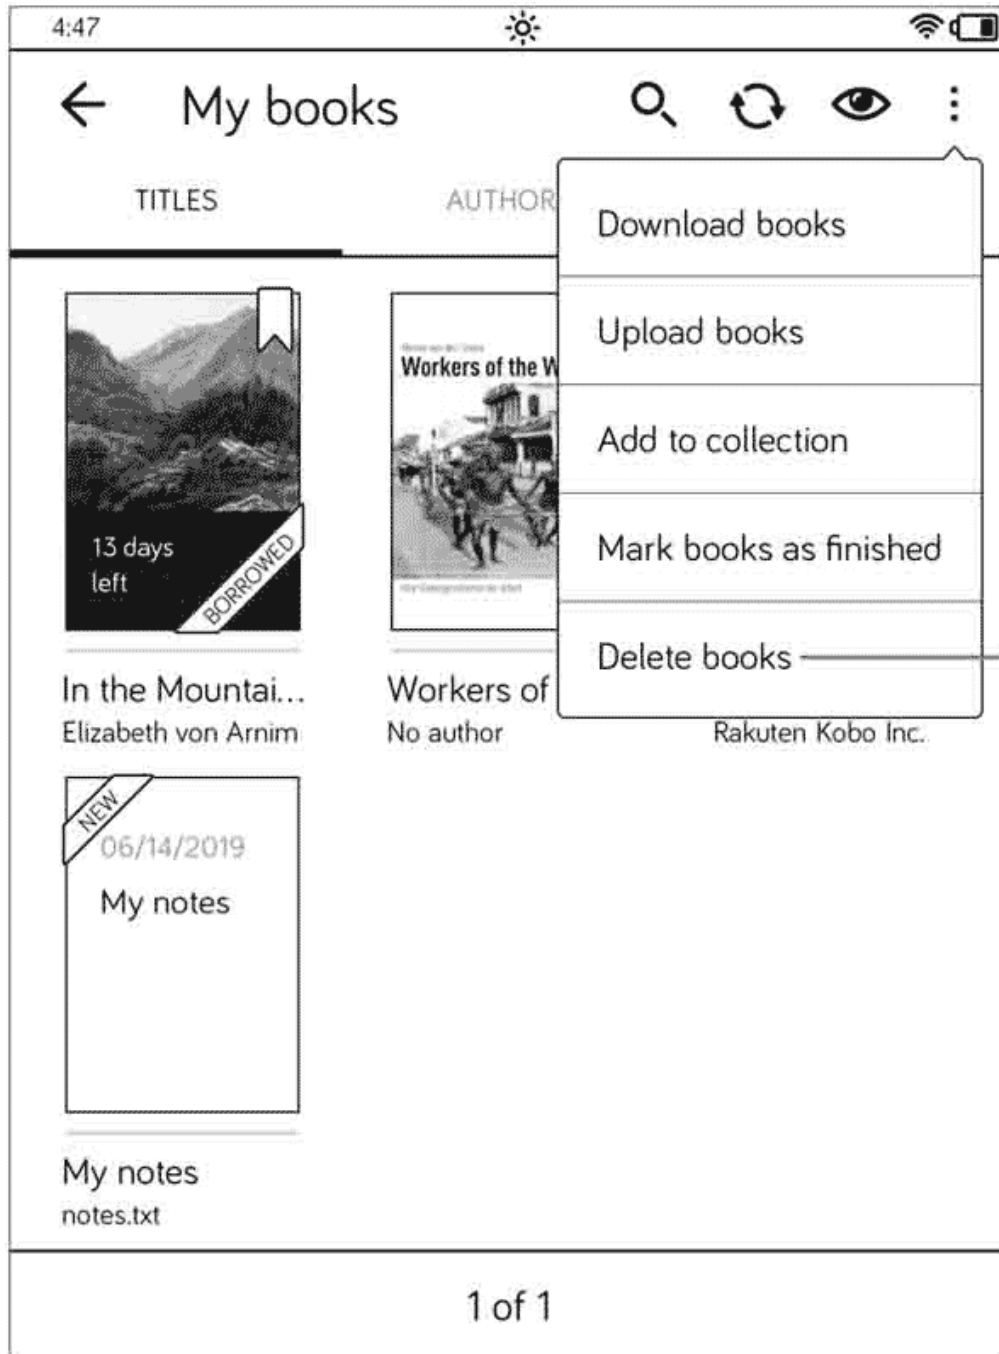 4:47
My books
TITLES
AUTHOR
Download books
Upload books
Add to collection
Mark books as finished
Delete books
13 days
left
BORROWED
Workers of the W
In the Mountai...
Elizabeth von Arnim
Workers of
No author
Rakuten Kobo Inc.
NEW
06/14/2019
My notes
My notes
notes.txt
1 of 1